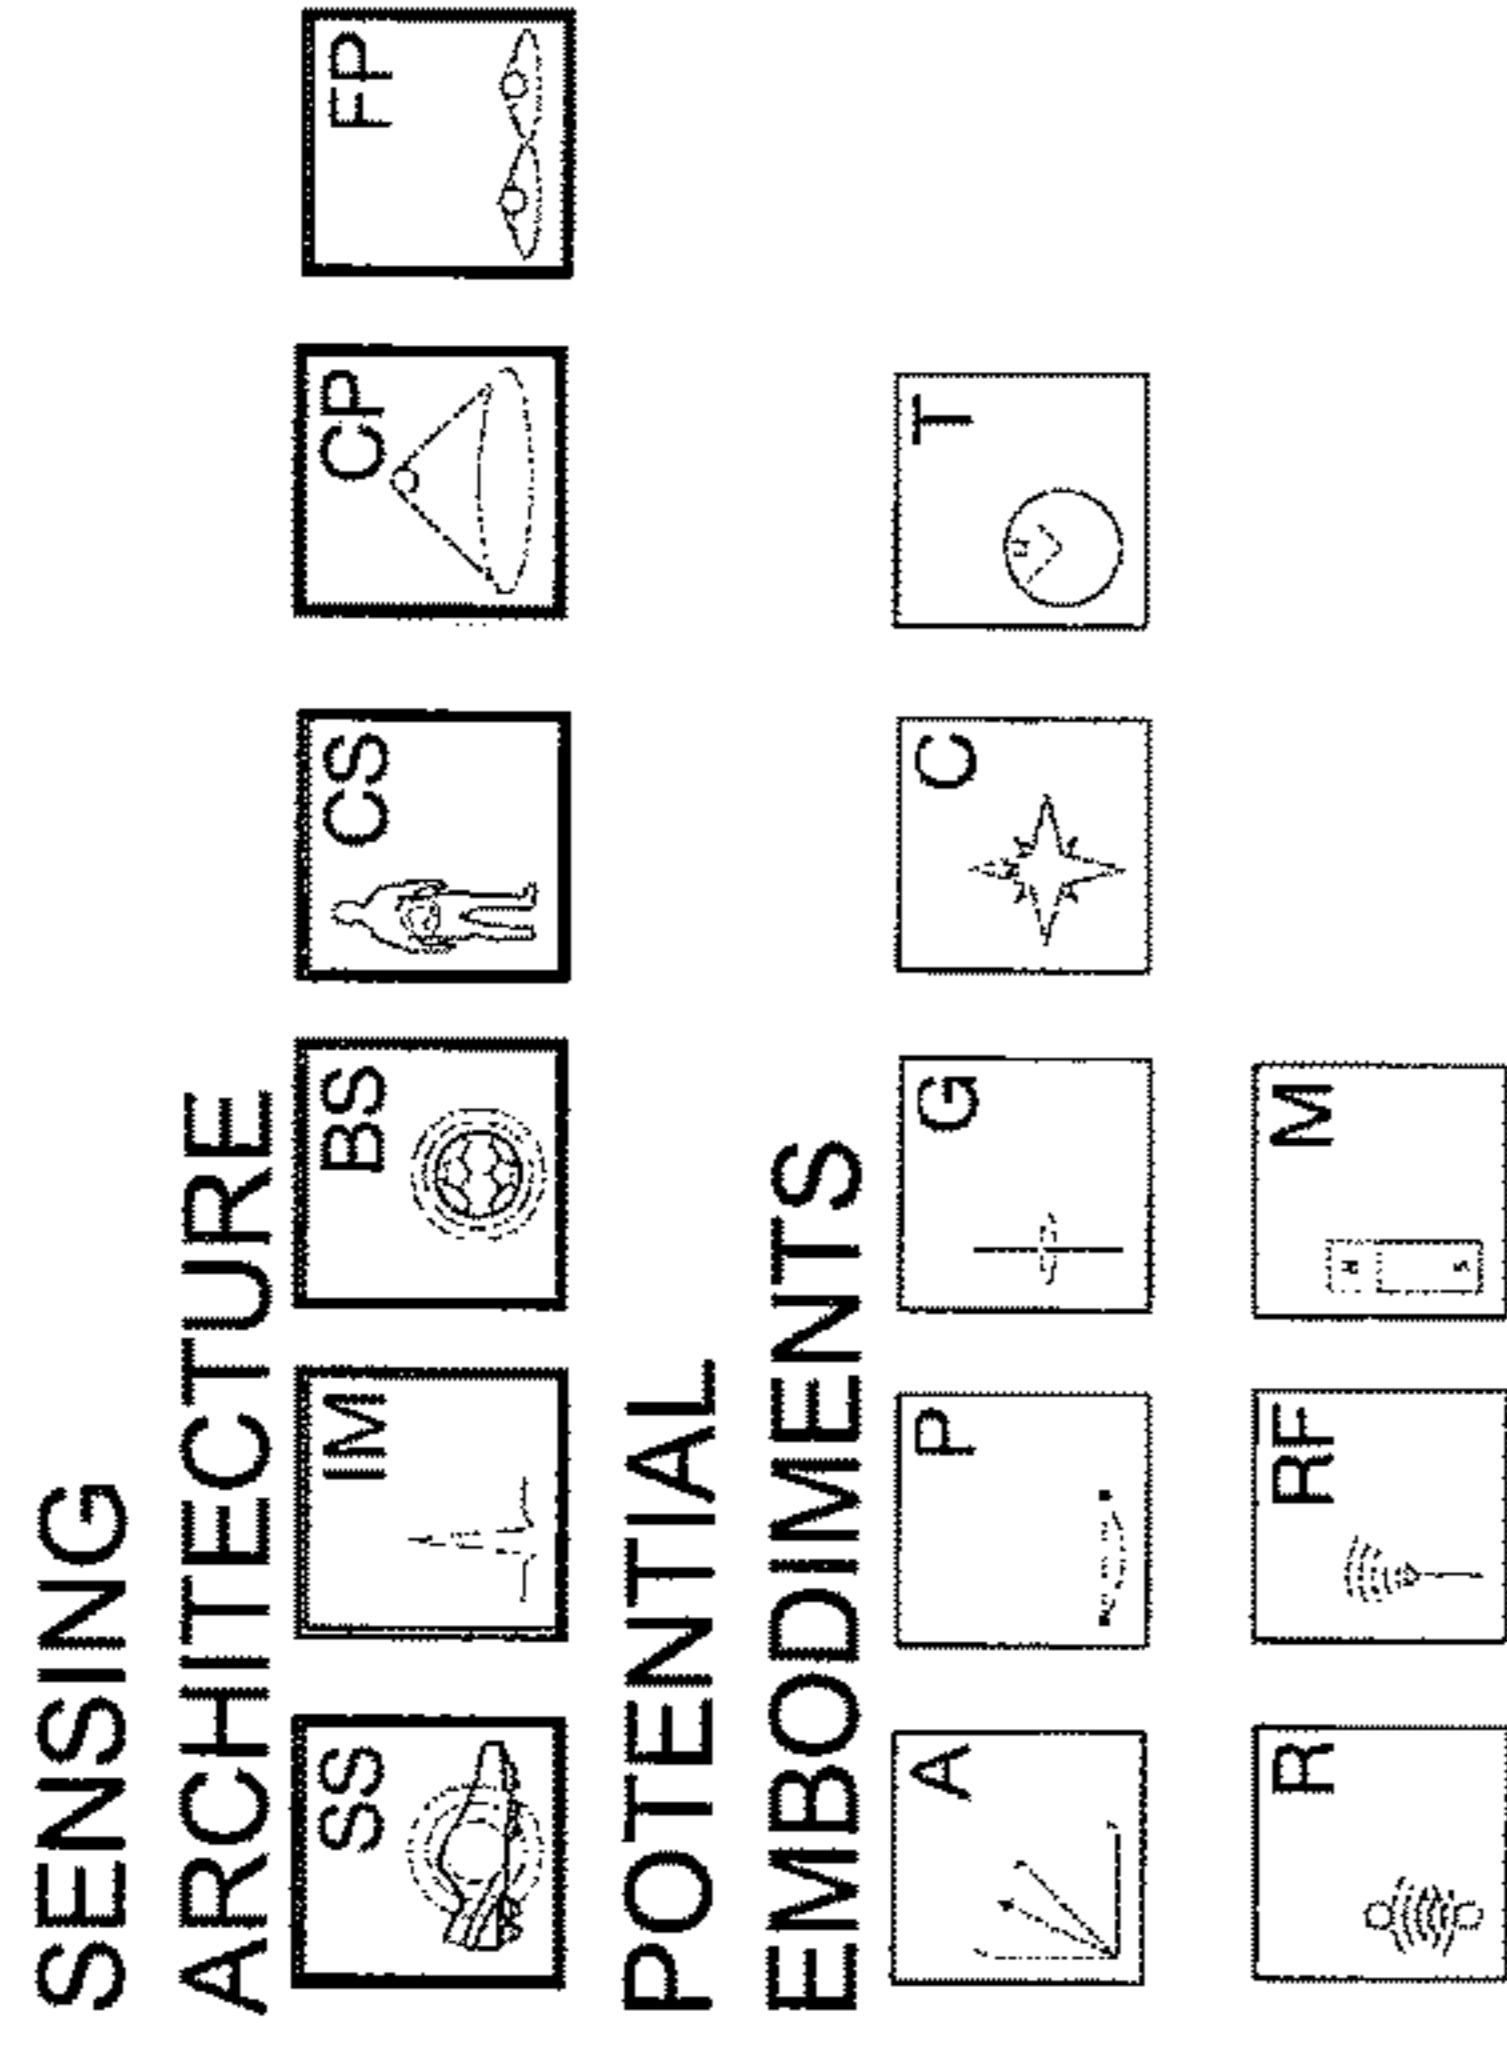 SENSING
ARCHITECTURE
SS IM BS CS CP FP
POTENTIAL
EMBODIMENTS
A P G C T
R RF M
N
S